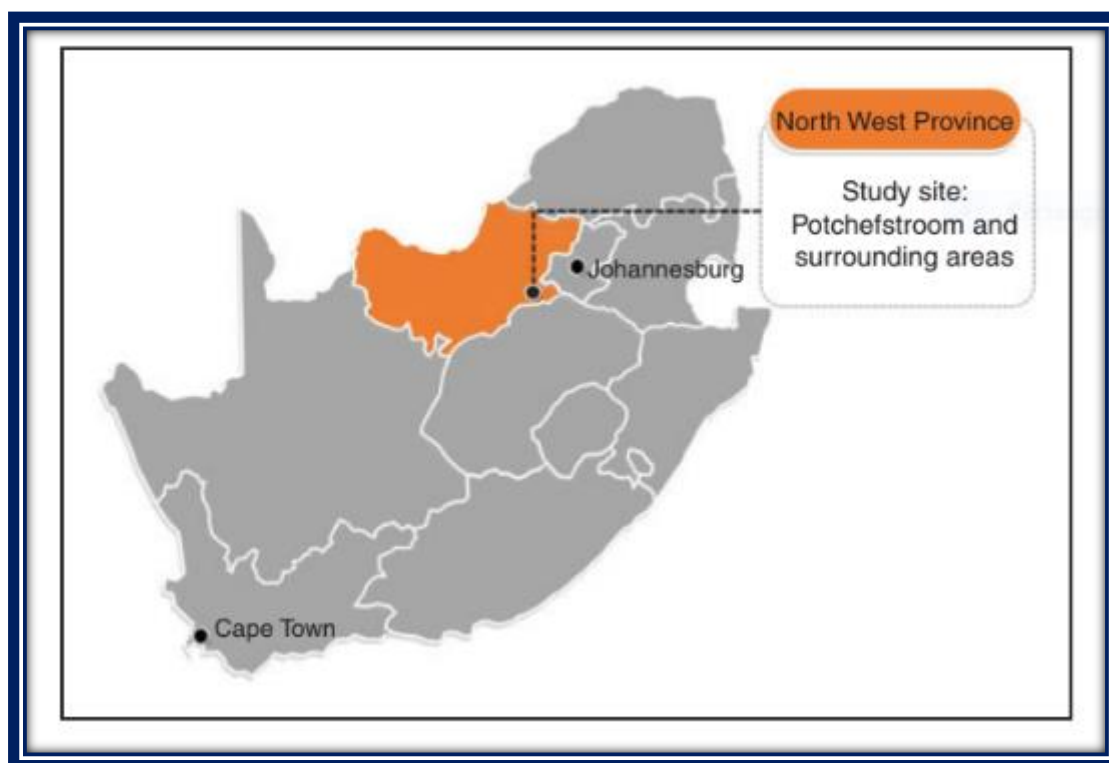 North West Province
Study site:
Potchefstroom and
surrounding areas
Johannesburg
Cape Town